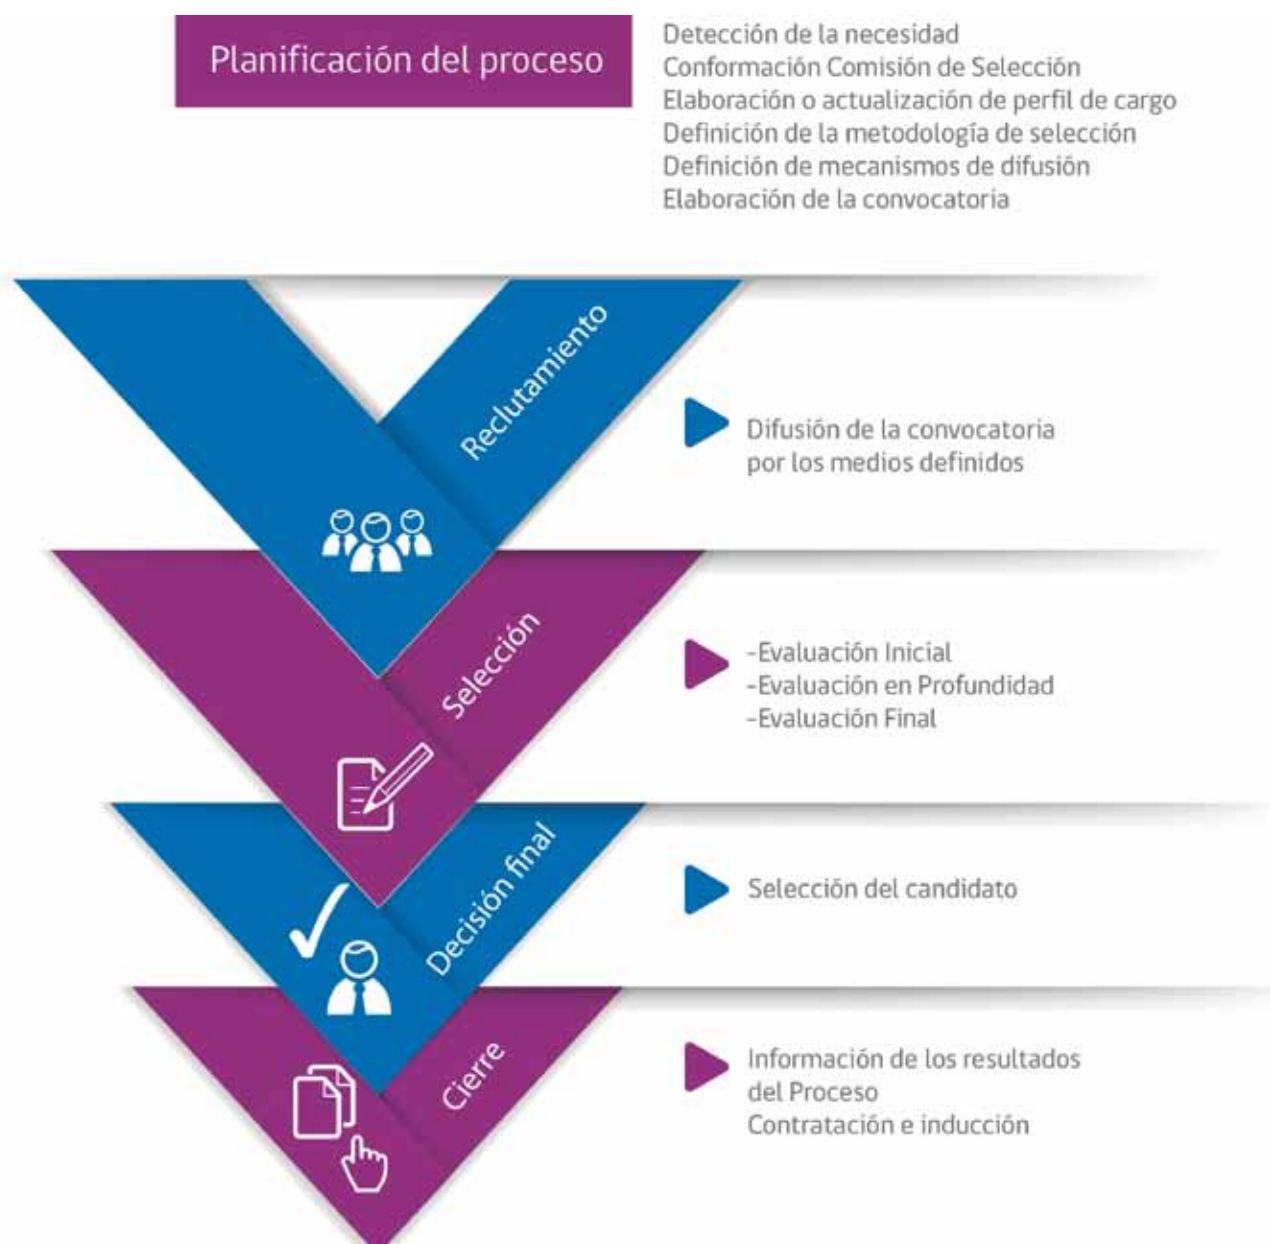 Planificación del proceso
Detección de la necesidad
Conformación Comisión de Selección
Elaboración o actualización de perfil de cargo
Definición de la metodología de selección
Definición de mecanismos de difusión
Elaboración de la convocatoria
Reclutamiento
Difusión de la convocatoria
por los medios definidos
Selección
-Evaluación Inicial
-Evaluación en Profundidad
-Evaluación Final
Decisión final
Selección del candidato
Cierre
Información de los resultados
del Proceso
Contratación e inducción